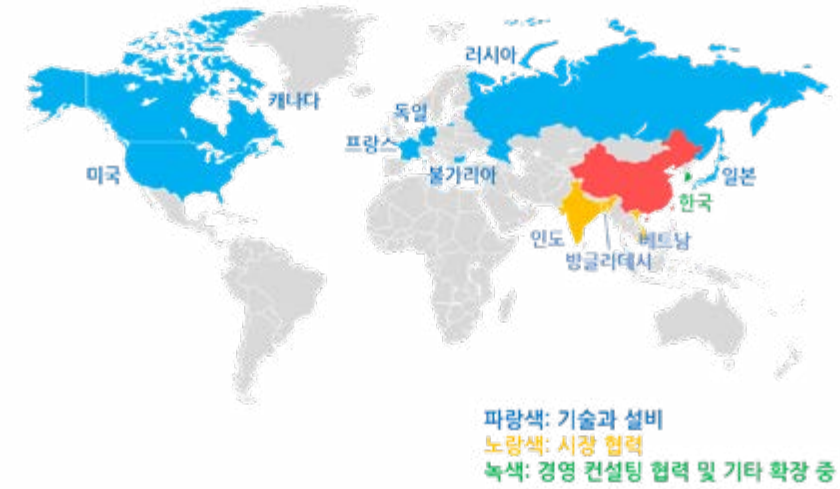 러시아
캐나다
독일
프랑스
미국
불가리아
일본
한국
인도
베트남
방글라데시
파랑색: 기술과 설비
노랑색: 시장 협력
녹색: 경영 컨설팅 협력 및 기타 확장 중